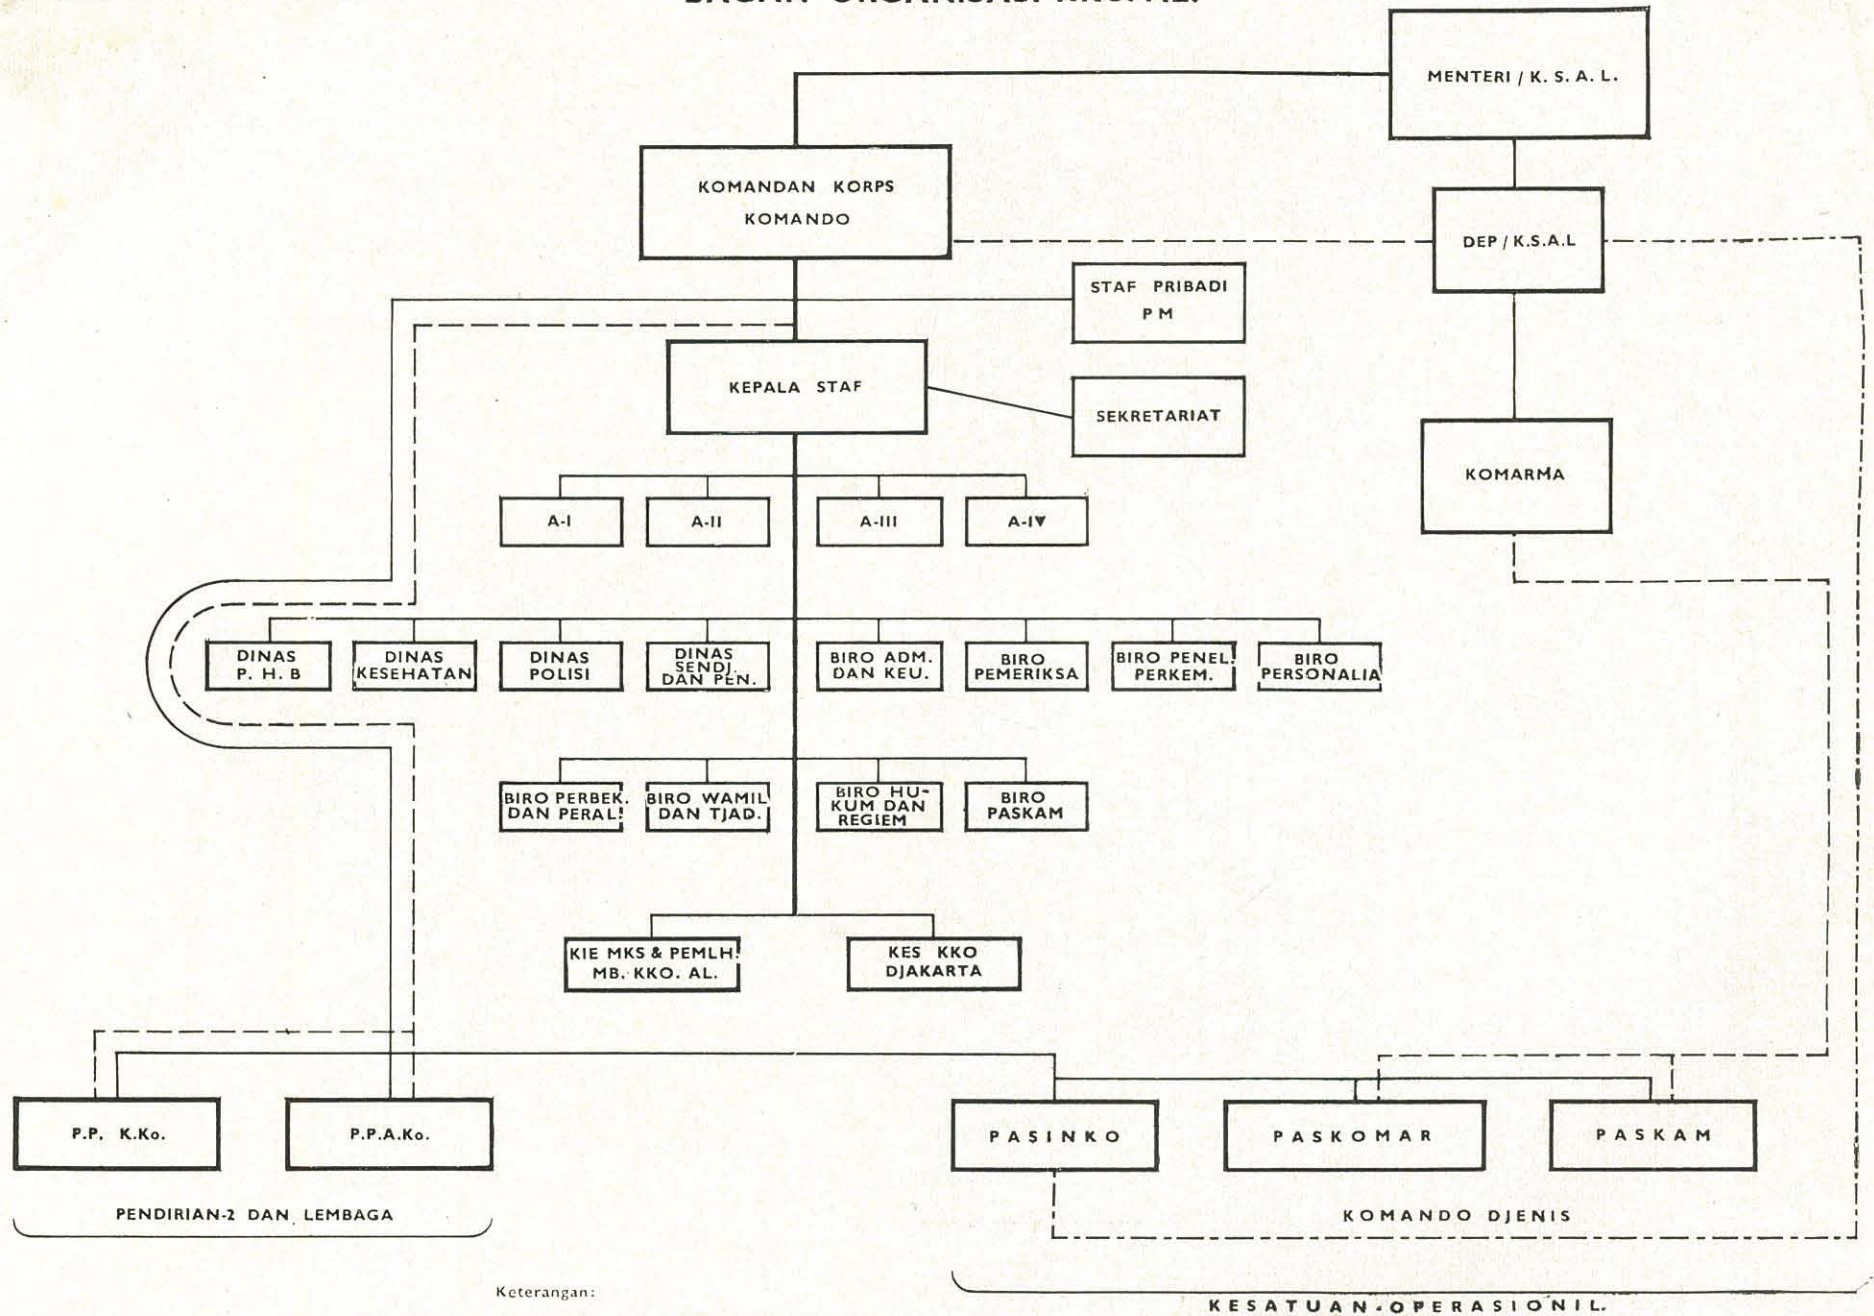 MENTERI / K. S. A. L.
KOMANDAN KORPS
KOMANDO
DEP / K.S.A.L
STAF PRIBADI
P M
KEPALA STAF
SEKRETARIAT
KOMARMA
A-I
A-II
A-III
A-IV
DINAS
P. H. B
DINAS
KESEHATAN
DINAS
POLISI
DINAS
SENDJ.
DAN PEN.
BIRO ADM.
DAN KEU.
BIRO
PEMERIKSA
BIRO PENEL.
PERKEM.
BIRO
PERSONALIA
BIRO PERBEK.
DAN PERAL.
BIRO WAMIL
DAN TJAD.
BIRO HU-
KUM DAN
REGIEM
BIRO
PASKAM
KIE MKS & PEMLH.
MB. KKO. AL.
KES KKO
DJAKARTA
P.P. K.Ko.
P.P.A.Ko.
PASINKO
PASKOMAR
PASKAM
PENDIRIAN-2 DAN LEMBAGA
KOMANDO DJENIS
Keterangan:
KESATUAN-OPERASIONIL.